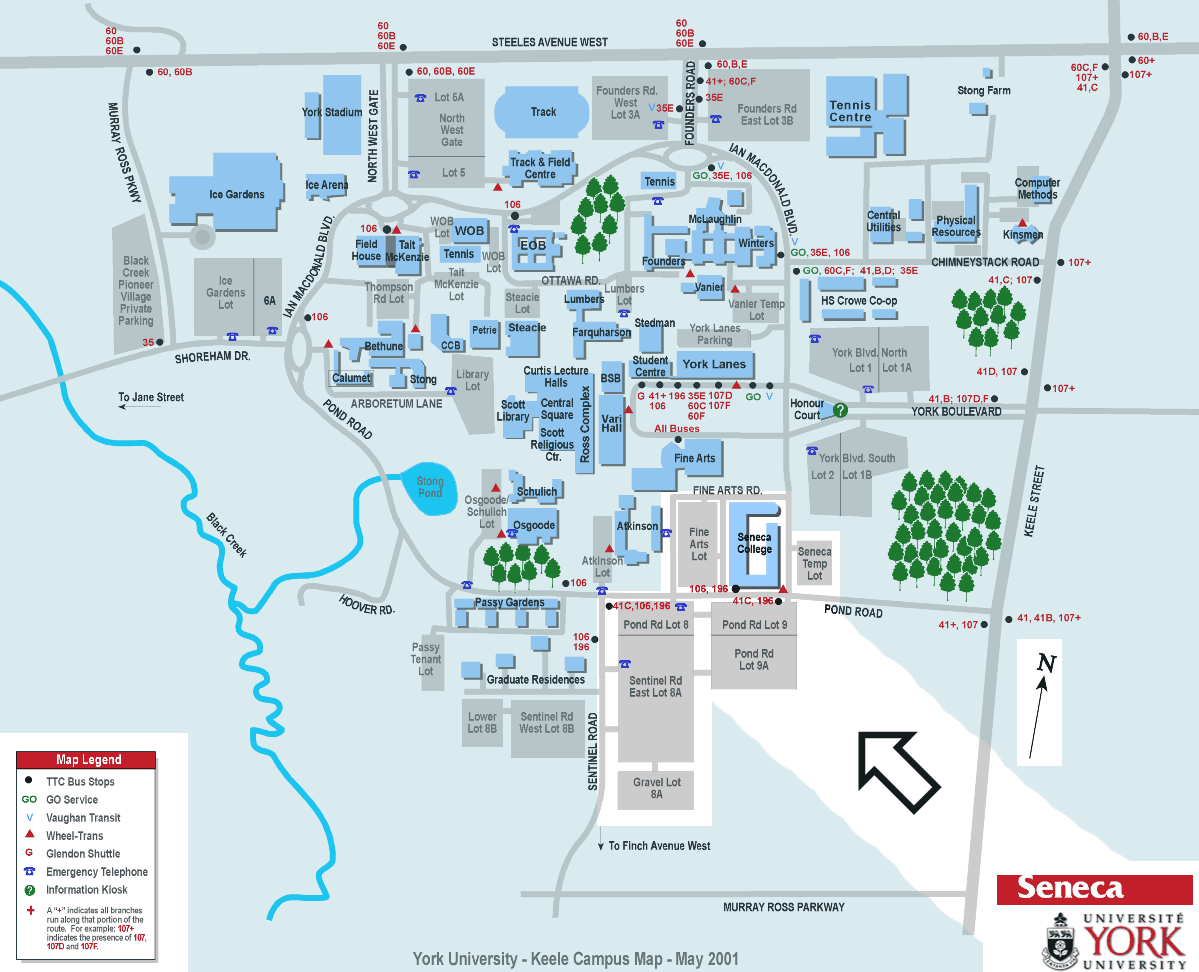 60
60B
60E
60, 60B
60
60B
60E
60, 60B, 60E
STEELES AVENUE WEST
60
60B
60E
60,B,E
41+; 60C,F
35E
V 35E
60,B,E
60+
60C,F
107+
41,C
107+
MURRAY ROSS PKWY
York Stadium
NORTH WEST GATE
Lot 5A
North
West
Gate
Lot 5
Track
Founders Rd.
West
Lot 3A
FOUNDERS ROAD
Founders Rd
East Lot 3B
Tennis
Centre
Stong Farm
Ice Gardens
Ice Arena
Track & Field
Centre
IAN MACDONALD BLVD.
V
GO, 35E, 106
Tennis
McLaughlin
Winters
Founders
Vanier
V
GO, 35E, 106
Central
Utilities
Physical
Resources
Computer
Methods
Kinsmen
CHIMNEYSTACK ROAD
107+
GO, 60C,F; 41,B,D; 35E
41,C; 107
IAN MACDONALD BLVD.
106
Field
House
Tait
McKenzie
WOB
Lot
WOB
Tennis
WOB
Lot
106
EOB
OTTAWA RD.
Black
Creek
Pioneer
Village
Private
Parking
Ice
Gardens
Lot
6A
Thompson
Rd Lot
Tait
McKenzie
Lot
Steacie
Lot
Lumbers
Lumbers
Lot
Vanier Temp
Lot
HS Crowe Co-op
35
SHOREHAM DR.
106
Bethune
CCB
Petrie
Steacie
Farquharson
Stedman
York Lanes
Parking
York Blvd. North
Lot 1
Lot 1A
41D, 107
107+
Calumet
Stong
Library
Lot
ARBORETUM LANE
Curtis Lecture
Halls
Student
Centre
York Lanes
BSB
Scott
Library
Central
Square
Scott
Religious
Ctr.
Ross Complex
Vari
Hall
G 41+ 196 35E 107D GO V
106 60C 107F
60F
All Buses
Honour
Court
?
41,B; 107D,F
YORK BOULEVARD
To Jane Street
POND ROAD
Fine Arts
York Blvd. South
Lot 2
Lot 1B
KEELE STREET
Stong
Pond
Black Creek
Osgoode/
Schulich
Lot
Schulich
Osgoode
FINE ARTS RD.
Atkinson
Atkinson
Lot
Fine
Arts
Lot
Seneca
College
Seneca
Temp
Lot
HOOVER RD.
106
106, 196
41C, 196
41C,106,196
Passy Gardens
Pond Rd Lot 8
Pond Rd Lot 9
Pond Rd
Lot 9A
POND ROAD
41+, 107
41, 41B, 107+
Passy
Tenant
Lot
106
196
Graduate Residences
Sentinel Rd
East Lot 8A
Lower
Lot 8B
Sentinel Rd
West Lot 8B
SENTINEL ROAD
Gravel Lot
8A
N
To Finch Avenue West
MURRAY ROSS PARKWAY
Map Legend
TTC Bus Stops
GO GO Service
V Vaughan Transit
Wheel-Trans
G Glendon Shuttle
Emergency Telephone
? Information Kiosk
+ A "+" indicates all branches
run along that portion of the
route. For example: 107+
indicates the presence of 107,
107D and 107F.
Seneca
UNIVERSITÉ
YORK
UNIVERSITY
York University - Keele Campus Map - May 2001